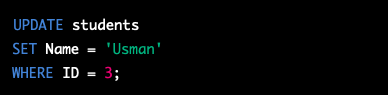 UPDATE students
SET Name = 'Usman'
WHERE ID = 3;